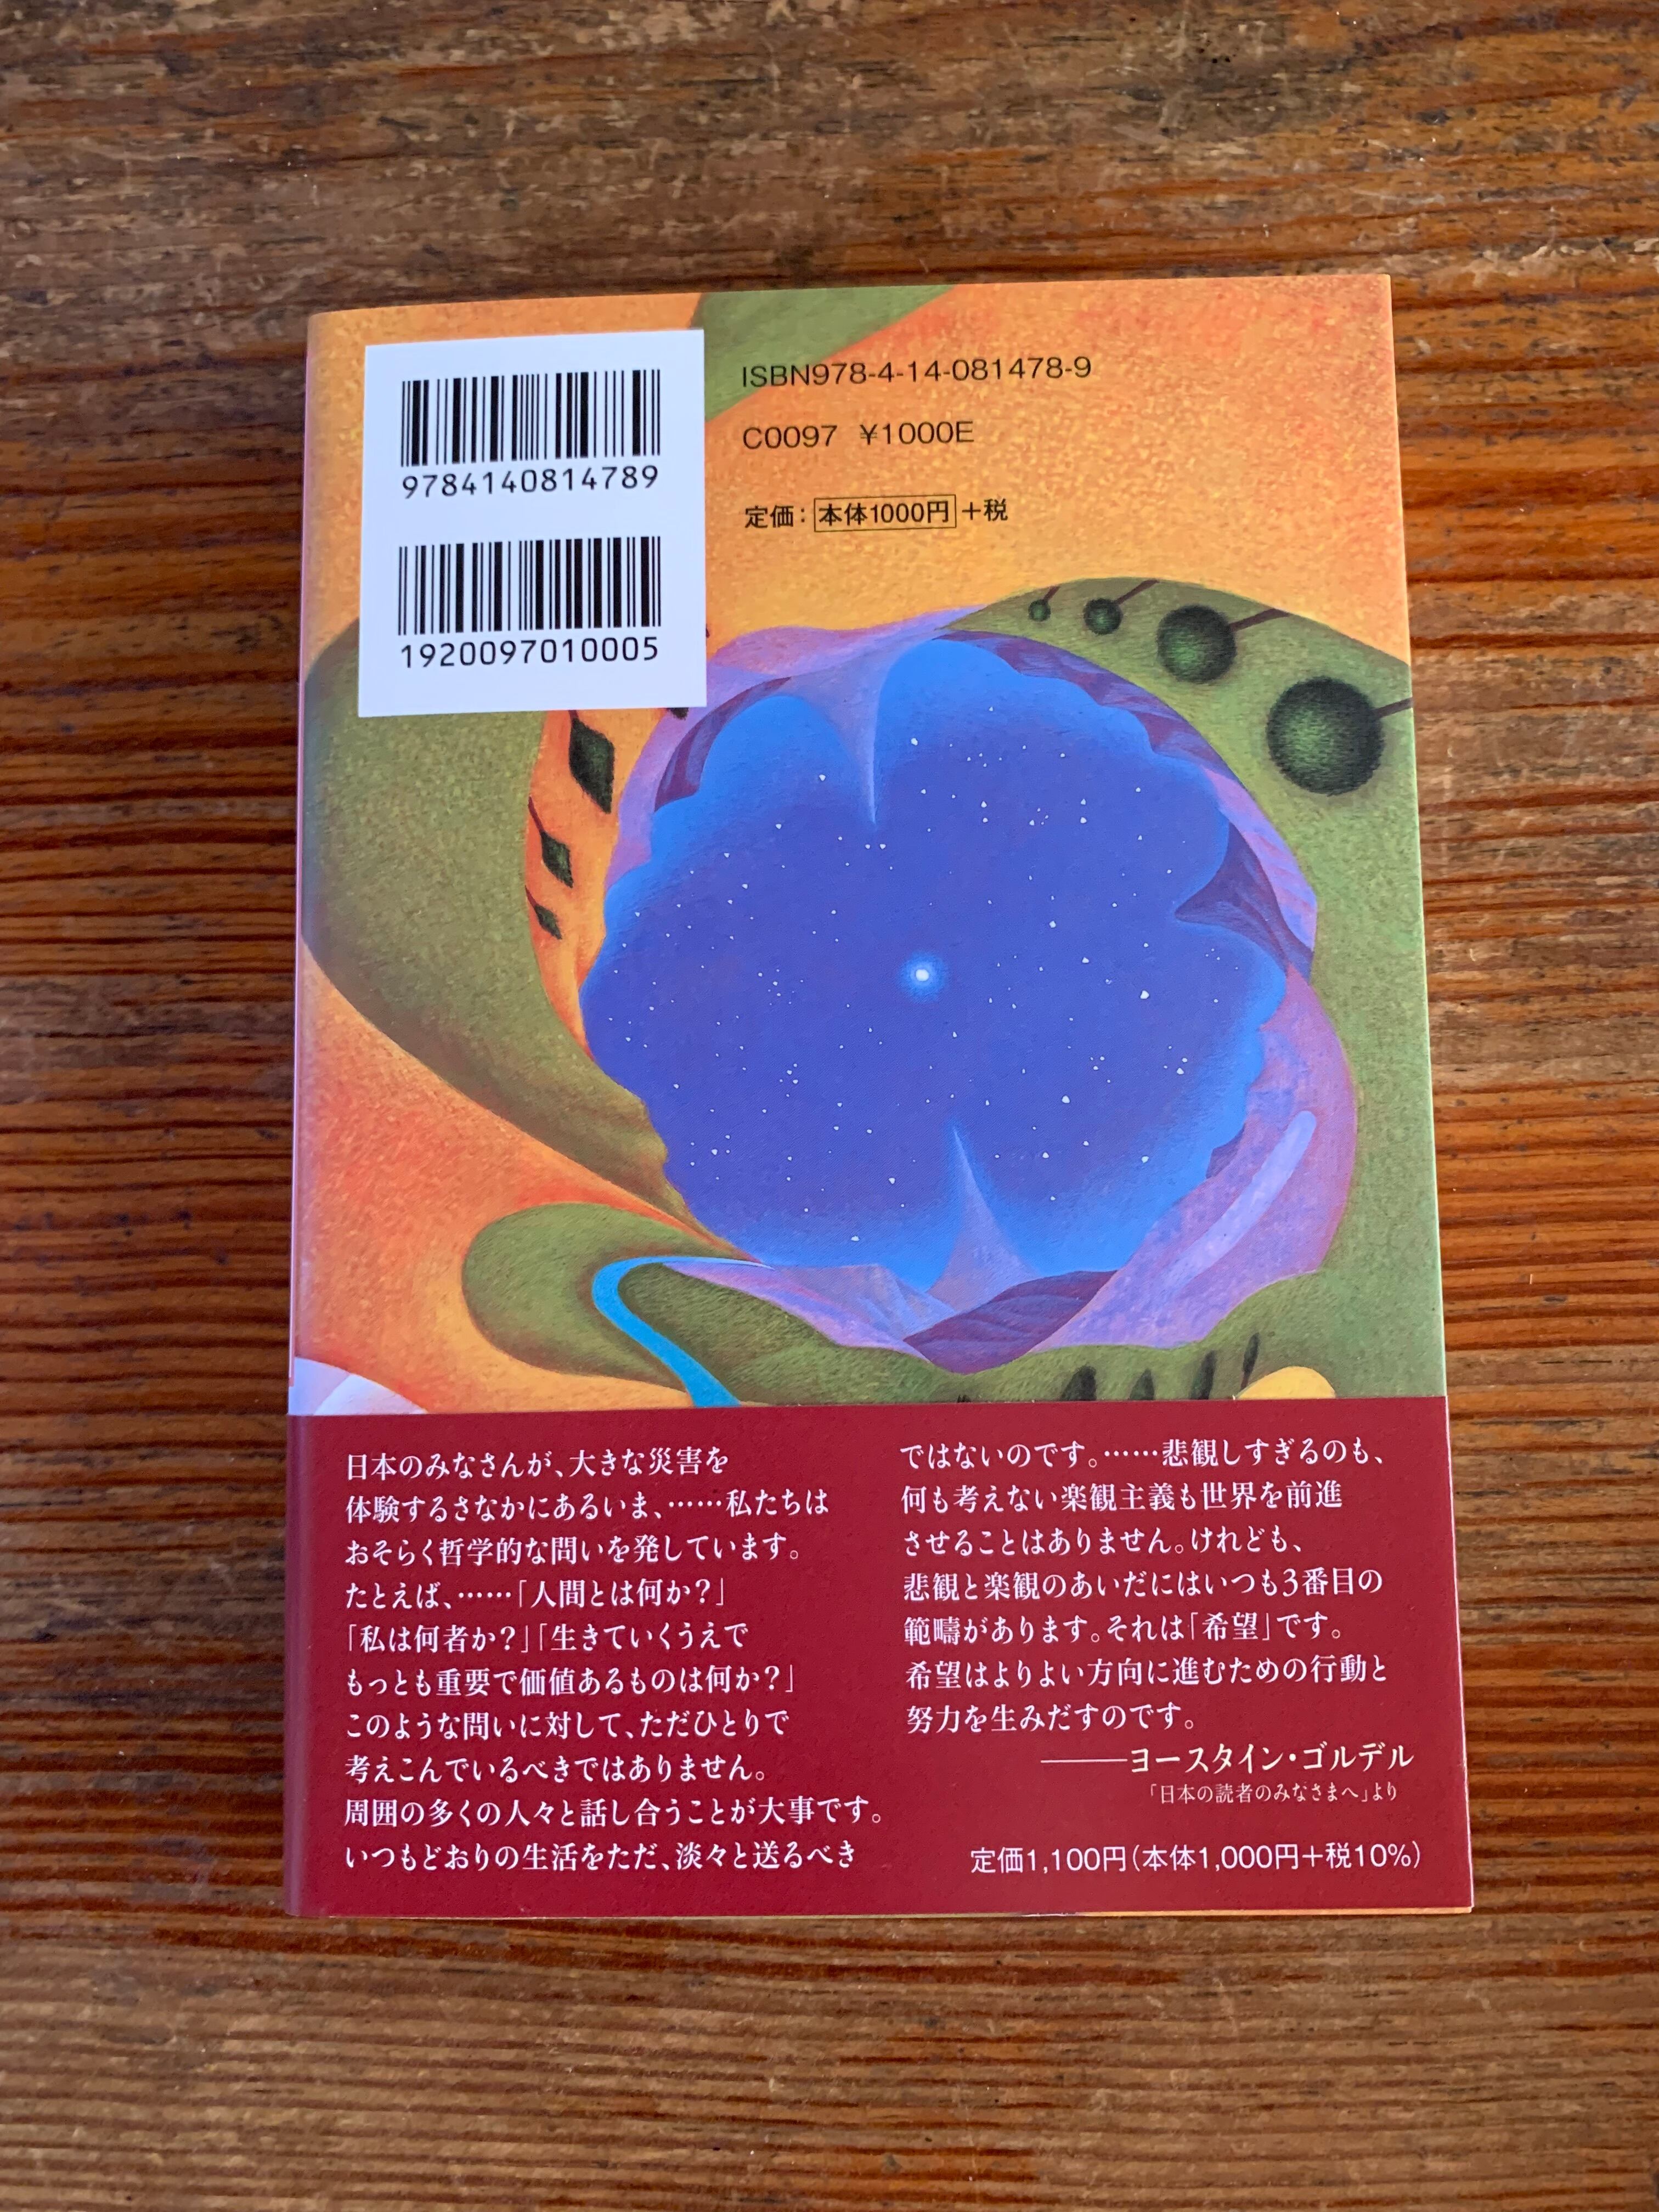 9784140814789
1920097010005
ISBN978-4-14-081478-9
C0097 ¥1000E
定価：本体1000円+税
日本のみなさんが、大きな災害を
体験するさなかにあるいま、……私たちは
おそらく哲学的な問いを発しています。
たとえば、……「人間とは何か？」
「私は何者か？」「生きていくうえで
もっとも重要で価値あるものは何か？」
このような問いに対して、ただひとりで
考えこんでいるべきではありません。
周囲の多くの人々と話し合うことが大事です。
いつもどおりの生活をただ、淡々と送るべき
ではないのです。……悲観しすぎるのも、
何も考えない楽観主義も世界を前進
させることはありません。けれども、
悲観と楽観のあいだにはいつも3番目の
範疇があります。それは「希望」です。
希望はよりよい方向に進むための行動と
努力を生みだすのです。
――ヨースタイン・ゴルデル
「日本の読者のみなさまへ」より
定価1,100円（本体1,000円+税10%）